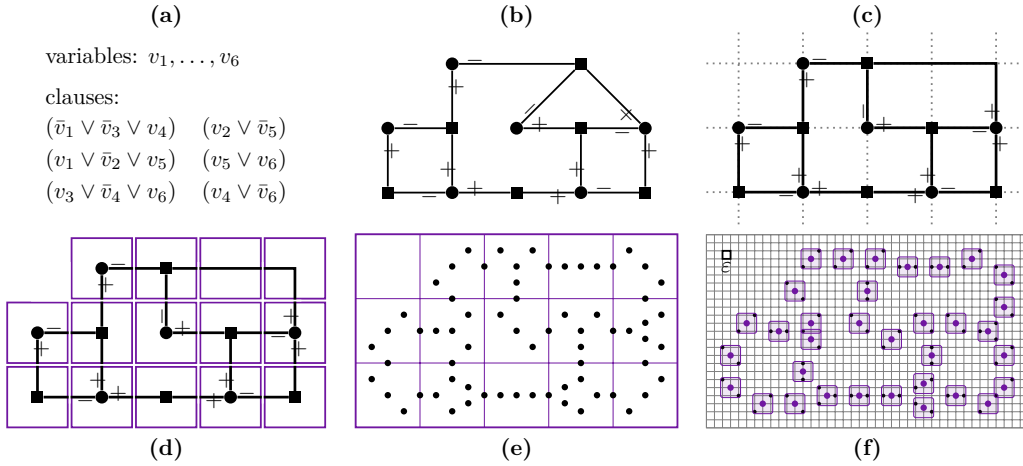 (a)
(b)
(c)
variables: v₁, . . . , v₆
clauses:
(v̄₁ ∨ v̄₃ ∨ v₄) (v₂ ∨ v̄₅)
(v₁ ∨ v̄₂ ∨ v₅) (v₅ ∨ v₆)
(v₃ ∨ v̄₄ ∨ v₆) (v₄ ∨ v̄₆)
(d)
(e)
(f)